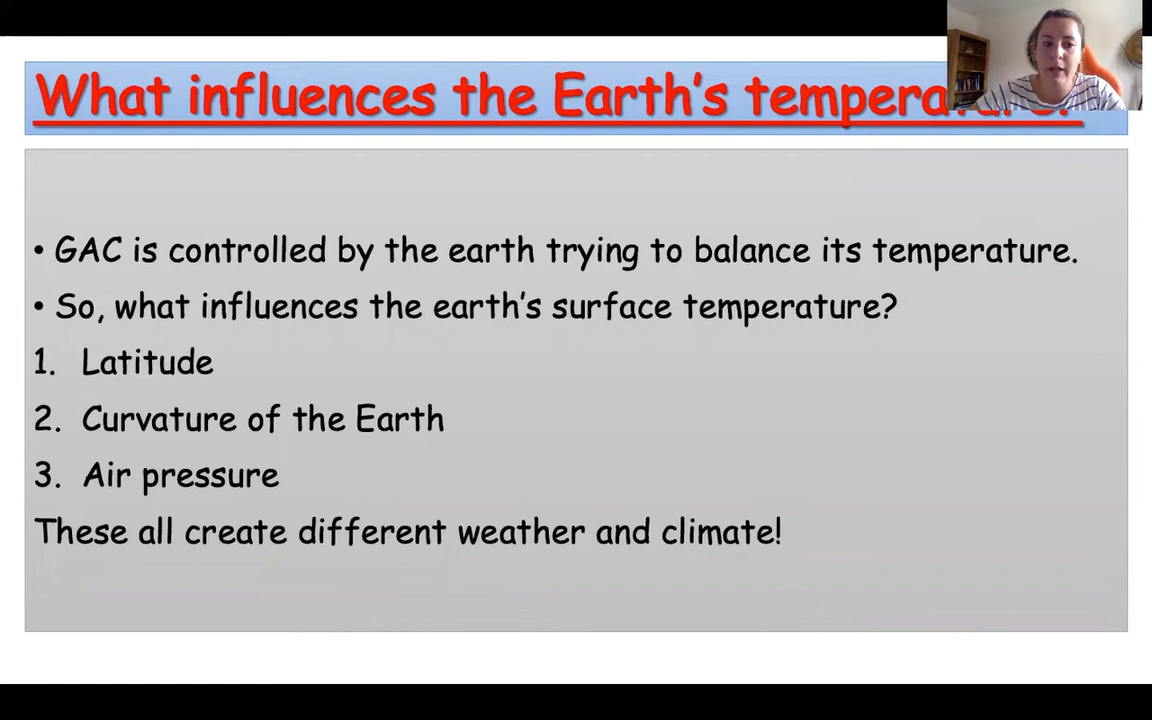 What influences the Earth's
• GAC is controlled by the earth trying to balance its temperature.
• So, what influences the earth's surface temperature?
1. Latitude
2. Curvature of the Earth
3. Air pressure
These all create different weather and climate!